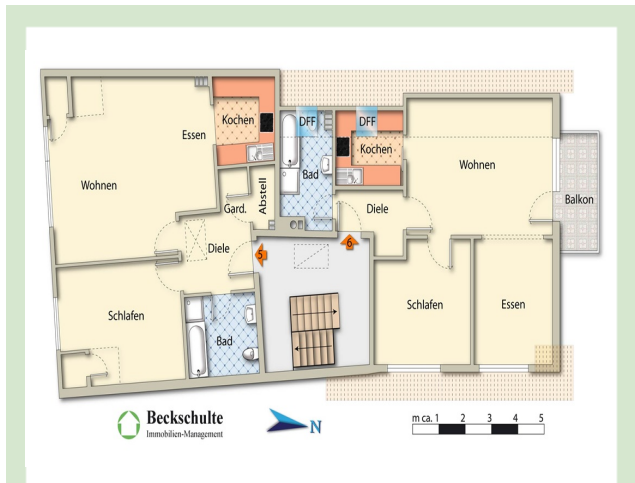 DFF
DFF
Kochen
Essen
Kochen
Wohnen
Bad
Wohnen
Abstell
Gard.
Diele
Balkon
Diele
5
6
Schlafen
Schlafen
Essen
Bad
Beckschulte
Immobilien-Management
N
m ca. 1 2 3 4 5